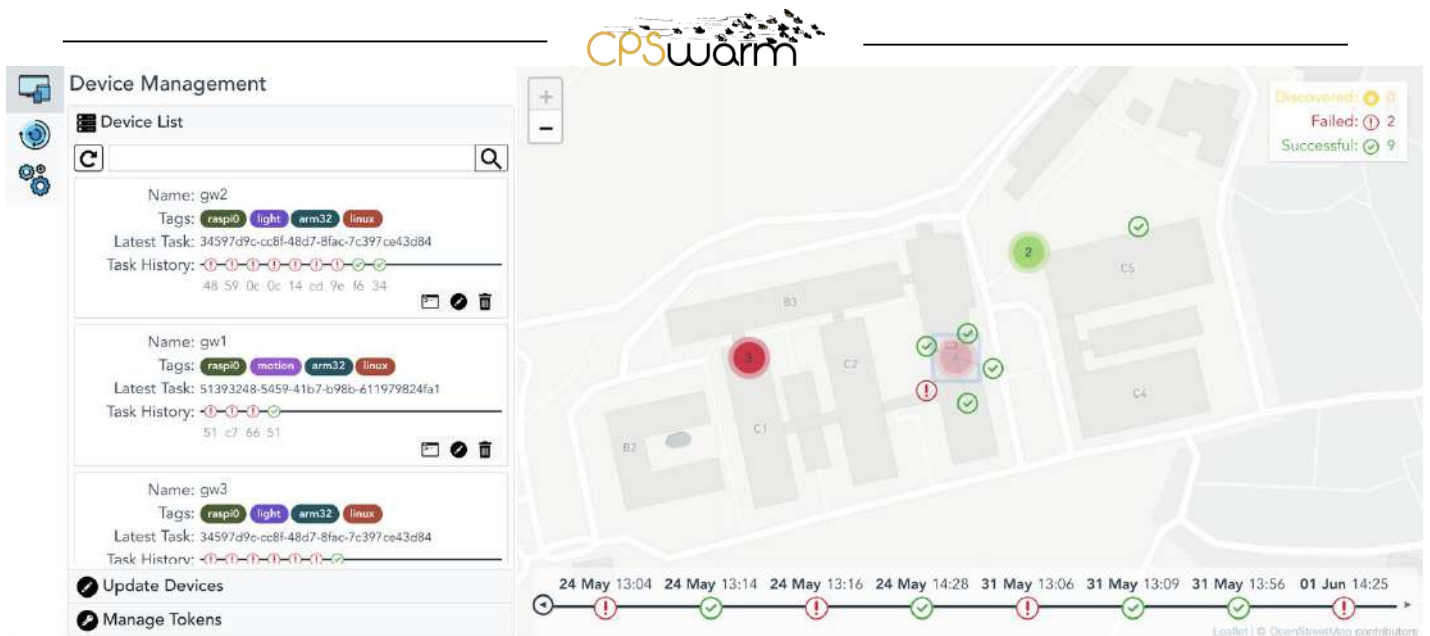 CPSwarm
Device Management
Device List
Name: gw2
Tags: raspi0 light arm32 linux
Latest Task: 34597d9c-cc8f-48d7-8fac-7c397ce43d84
Task History:
48 59 0c 0c 14 cd 9e f6 34
Name: gw1
Tags: raspi0 motion arm32 linux
Latest Task: 51393248-5459-41b7-b98b-611979824fa1
Task History:
51 c7 66 51
Name: gw3
Tags: raspi0 light arm32 linux
Latest Task: 34597d9c-cc8f-48d7-8fac-7c397ce43d84
Task History:
Update Devices
Manage Tokens
Discovered: 0
Failed: 2
Successful: 9
2
C5
B3
3
C2
C4
C1
B2
24 May 13:04 24 May 13:14 24 May 13:16 24 May 14:28 31 May 13:06 31 May 13:09 31 May 13:56 01 Jun 14:25
Leaflet | © OpenStreetMap contributors